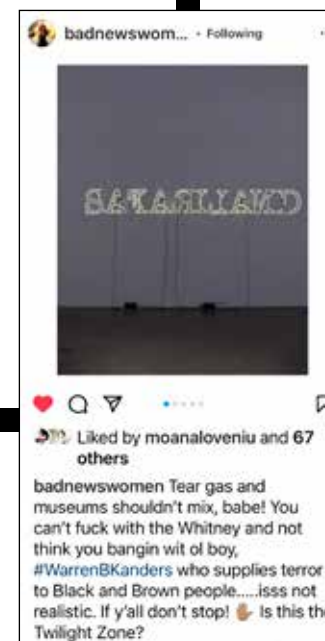 badnewswom... • Following
Liked by moanaloveniu and 67
others
badnewswomen Tear gas and
museums shouldn't mix, babe! You
can't fuck with the Whitney and not
think you bangin wit ol boy,
#WarrenBKanders who supplies terror
to Black and Brown people.....isss not
realistic. If y'all don't stop! ✋🏽 Is this the
Twilight Zone?